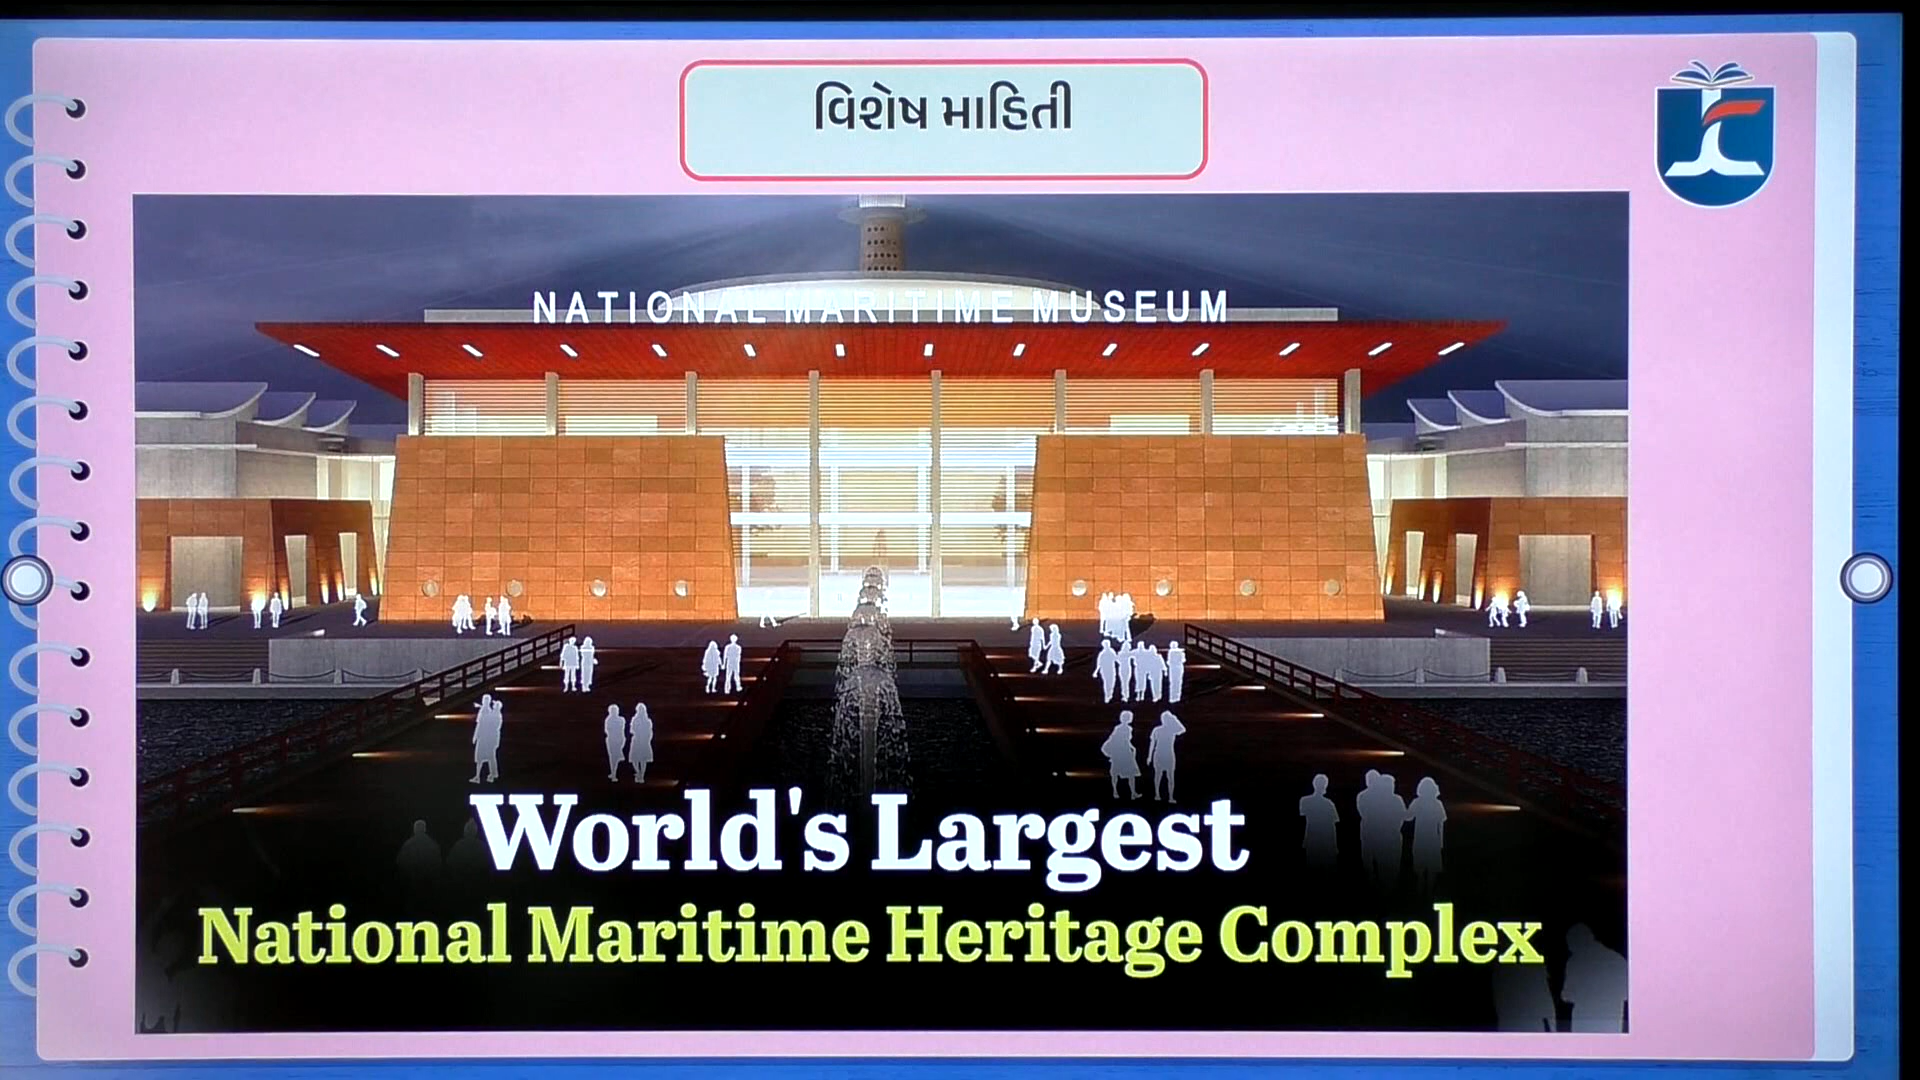 વિશેષ માહિતી
NATIONAL MARITIME MUSEUM
World's Largest
National Maritime Heritage Complex